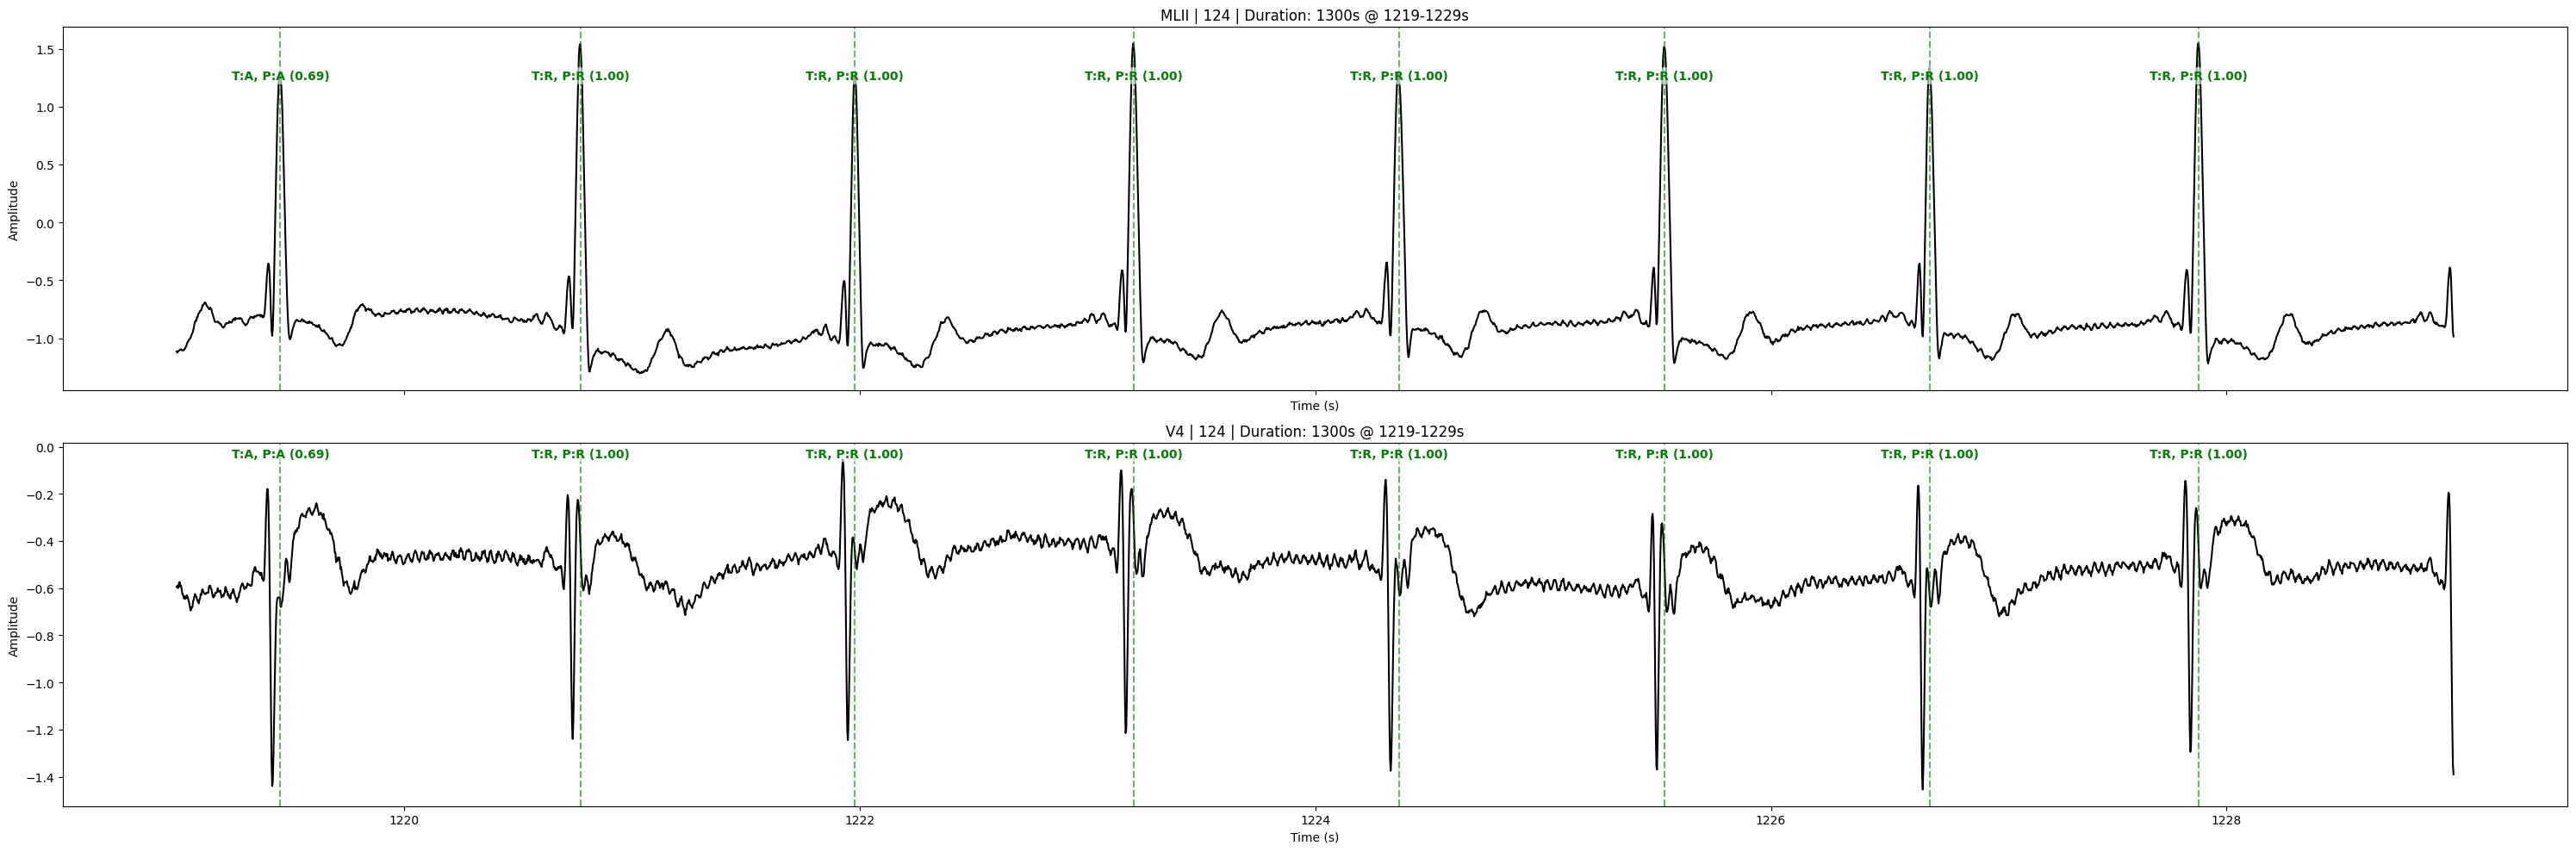 MLII | 124 | Duration: 1300s @ 1219-1229s
T:A, P:A (0.69) T:R, P:R (1.00) T:R, P:R (1.00) T:R, P:R (1.00) T:R, P:R (1.00) T:R, P:R (1.00) T:R, P:R (1.00) T:R, P:R (1.00)
Amplitude
1.5
1.0
0.5
0.0
−0.5
−1.0
Time (s)
V4 | 124 | Duration: 1300s @ 1219-1229s
T:A, P:A (0.69) T:R, P:R (1.00) T:R, P:R (1.00) T:R, P:R (1.00) T:R, P:R (1.00) T:R, P:R (1.00) T:R, P:R (1.00) T:R, P:R (1.00)
Amplitude
0.0
−0.2
−0.4
−0.6
−0.8
−1.0
−1.2
−1.4
1220 1222 1224 1226 1228
Time (s)